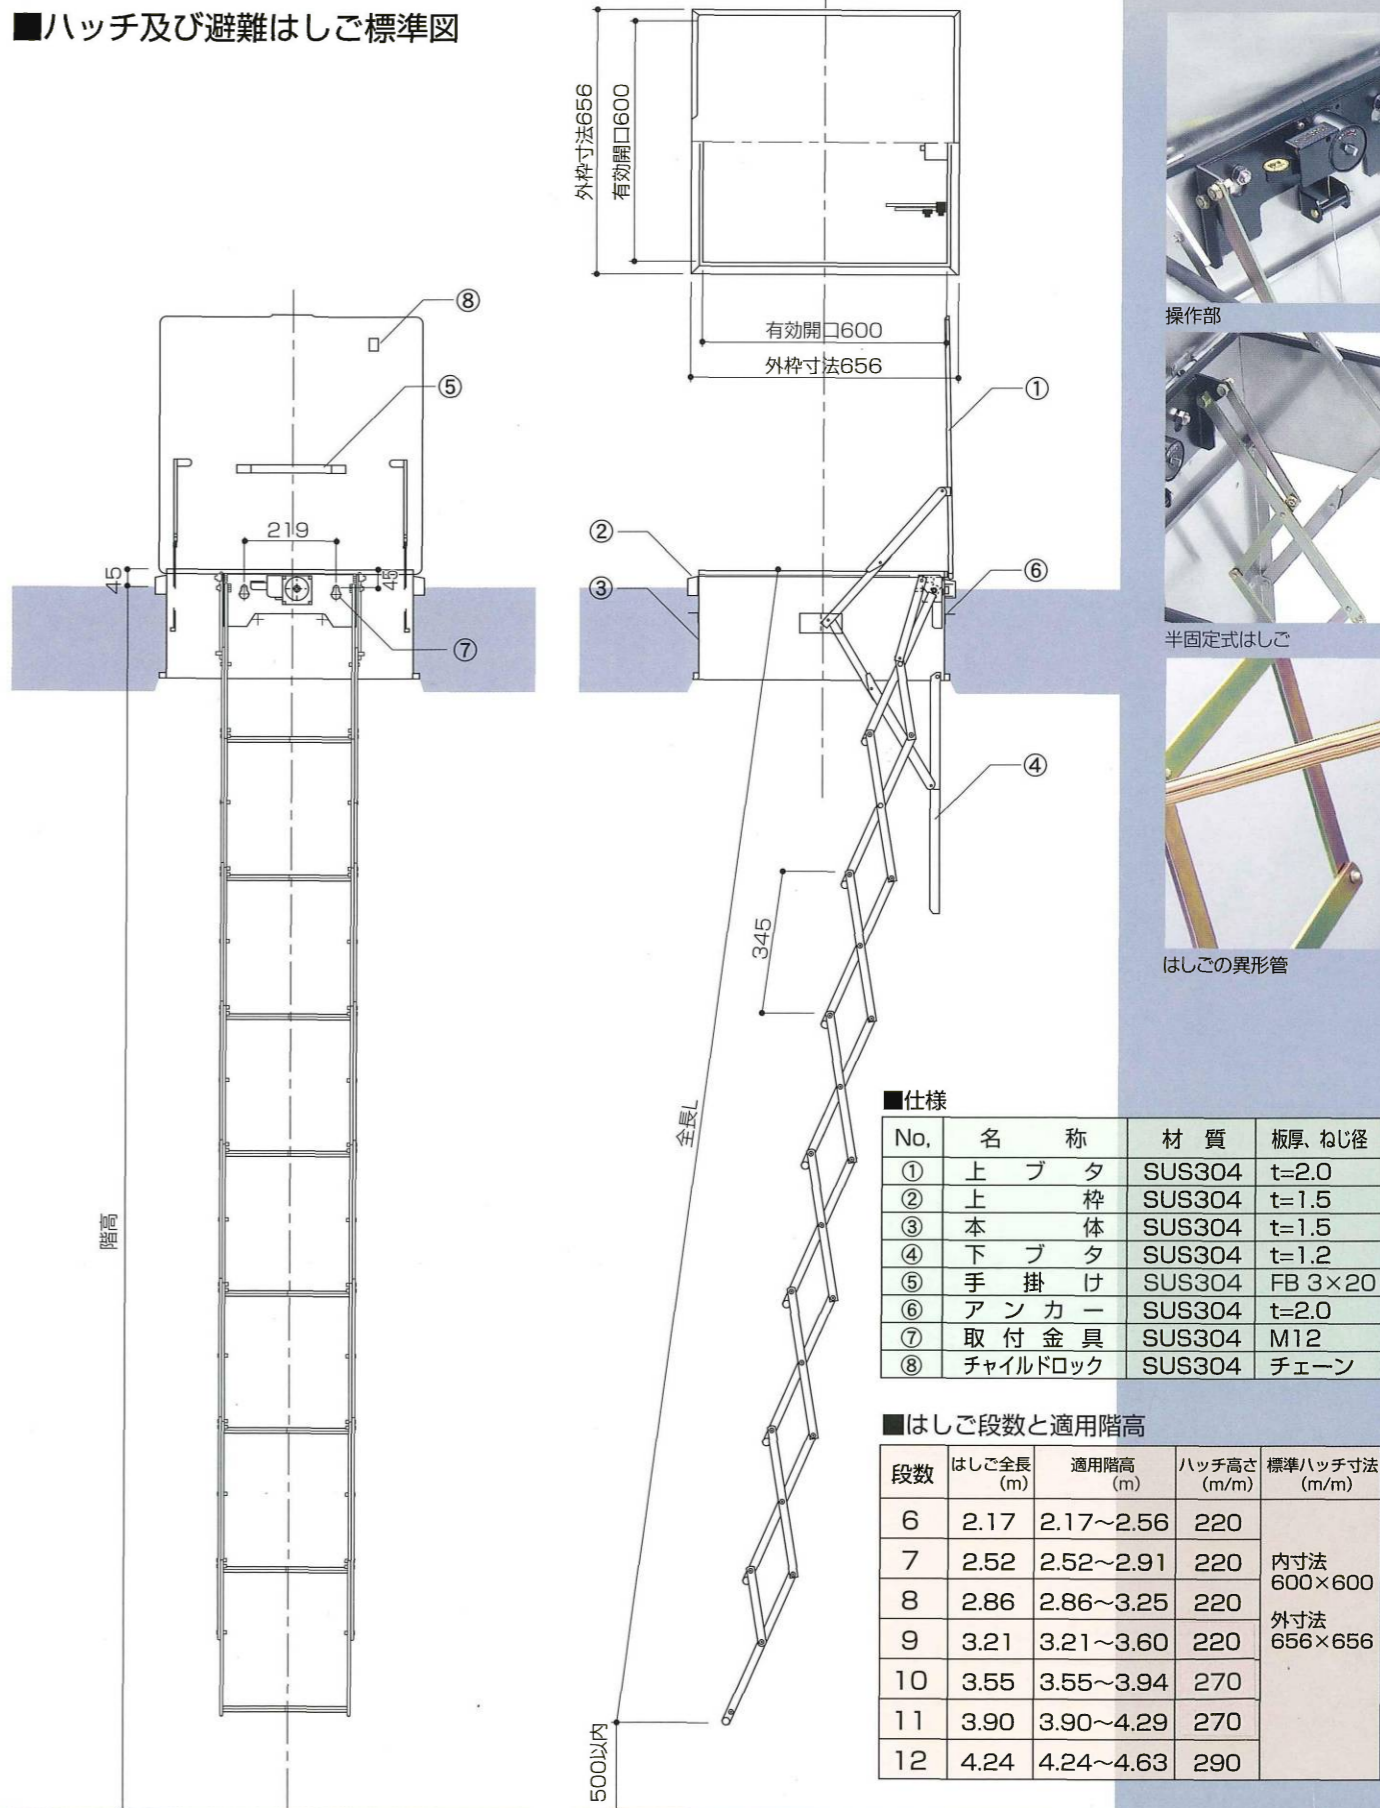 ■ハッチ及び避難はしご標準図
外枠寸法656
有効開口600
有効開口600
外枠寸法656
操作部
半固定式はしご
はしごの異形管
⑧
⑤
219
45
45
⑦
階高
①
②
③
⑥
④
345
全長L
500以内
■仕様
No, 名称 材質 板厚、ねじ径
① 上ブタ SUS304 t=2.0
② 上枠 SUS304 t=1.5
③ 本体 SUS304 t=1.5
④ 下ブタ SUS304 t=1.2
⑤ 手掛け SUS304 FB 3×20
⑥ アンカー SUS304 t=2.0
⑦ 取付金具 SUS304 M12
⑧ チャイルドロック SUS304 チェーン
■はしご段数と適用階高
段数 はしご全長(m) 適用階高(m) ハッチ高さ(m/m) 標準ハッチ寸法(m/m)
6 2.17 2.17〜2.56 220
7 2.52 2.52〜2.91 220
8 2.86 2.86〜3.25 220
9 3.21 3.21〜3.60 220
10 3.55 3.55〜3.94 270
11 3.90 3.90〜4.29 270
12 4.24 4.24〜4.63 290
内寸法
600×600
外寸法
656×656